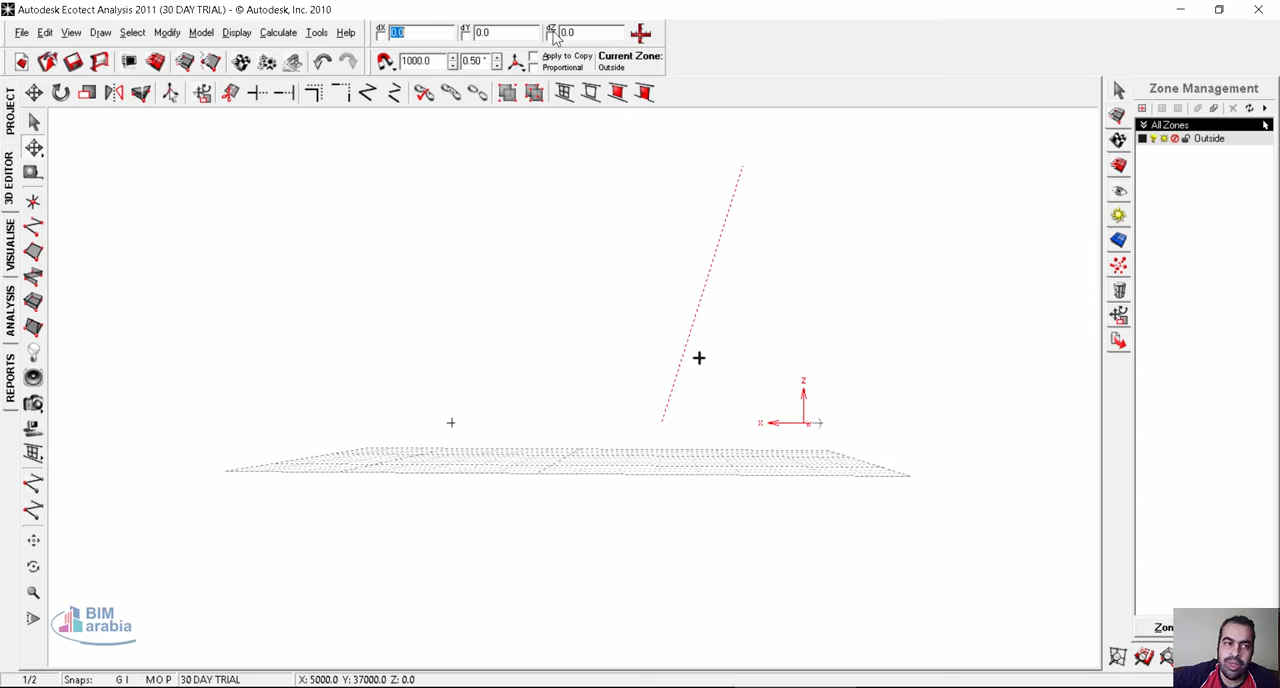 Autodesk Ecotect Analysis 2011 (30 DAY TRIAL) - © Autodesk, Inc. 2010
File Edit View Draw Select Modify Model Display Calculate Tools Help
dX 0.0 dY 0.0 dZ 0.0
1000.0 0.50 ° Apply to Copy Proportional Current Zone: Outside
PROJECT
3D EDITOR
VISUALISE
ANALYSIS
REPORTS
Zone Management
All Zones
Outside
Z
X
BIM
arabia
Zon
1/2 Snaps: G I M O P 30 DAY TRIAL X: 5000.0 Y: 37000.0 Z: 0.0